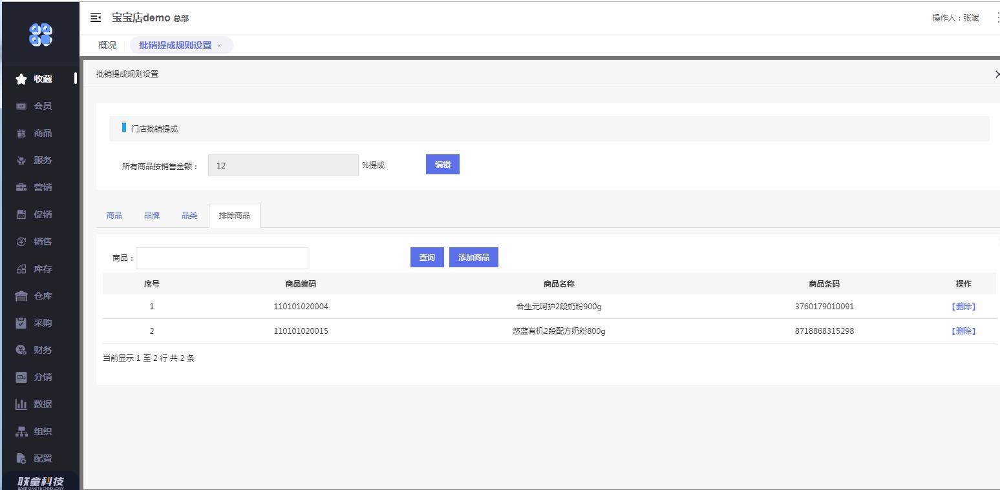 宝宝店demo 总部
操作人：张斌
概况
批销提成规则设置 ×
收藏
会员
商品
服务
营销
促销
销售
库存
仓库
采购
财务
分销
数据
组织
配置
联童科技
LIANTONGTECHNOLOGY
批销提成规则设置
门店批销提成
所有商品按销售金额： 12 %提成 编辑
商品 品牌 品类 排除商品
商品： 查询 添加商品
序号 商品编码 商品名称 商品条码 操作
1 110101020004 合生元呵护2段奶粉900g 3760179010091 【删除】
2 110101020015 悠蓝有机2段配方奶粉800g 8718868315298 【删除】
当前显示 1 至 2 行 共 2 条